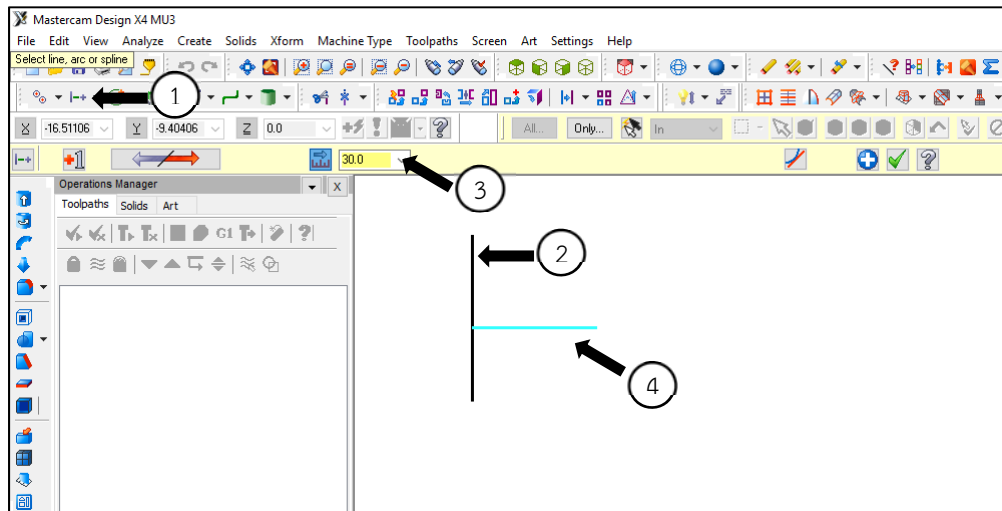 Mastercam Design X4 MU3
File Edit View Analyze Create Solids Xform Machine Type Toolpaths Screen Art Settings Help
Select line, arc or spline
1
X -16.51106 Y -9.40406 Z 0.0 All... Only... In
+1 30.0
3
Operations Manager X
Toolpaths Solids Art
G1
2
4